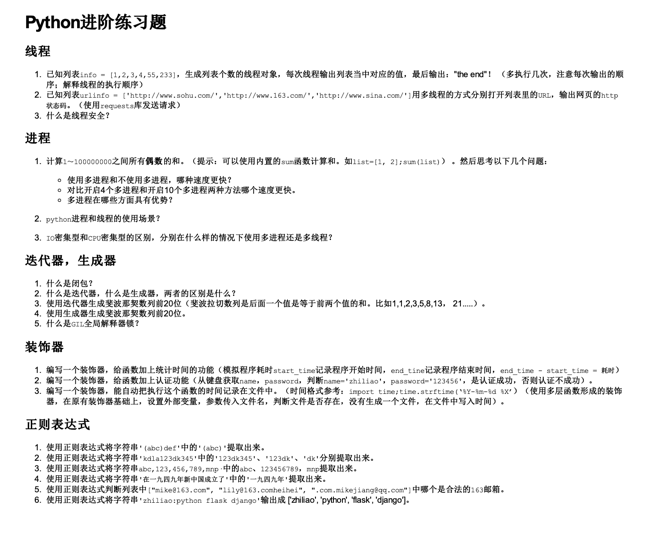 Python进阶练习题
线程
1. 已知列表info = [1,2,3,4,55,233]，生成列表个数的线程对象，每次线程输出列表当中对应的值，最后输出："the end"！（多执行几次，注意每次输出的顺
序；解释线程的执行顺序）
2. 已知列表urlinfo = ['http://www.sohu.com/','http://www.163.com/','http://www.sina.com/']用多线程的方式分别打开列表里的URL，输出网页的http
状态码。（使用requests库发送请求）
3. 什么是线程安全？
进程
1. 计算1～100000000之间所有偶数的和。（提示：可以使用内置的sum函数计算和。如list=[1, 2];sum(list)）。然后思考以下几个问题：
使用多进程和不使用多进程，哪种速度更快？
对比开启4个多进程和开启10个多进程两种方法哪个速度更快。
多进程在哪些方面具有优势？
2. python进程和线程的使用场景？
3. IO密集型和CPU密集型的区别，分别在什么样的情况下使用多进程还是多线程？
迭代器，生成器
1. 什么是闭包？
2. 什么是迭代器，什么是生成器，两者的区别是什么？
3. 使用迭代器生成斐波那契数列前20位（斐波拉切数列是后面一个值是等于前两个值的和。比如1,1,2,3,5,8,13， 21.....）。
4. 使用生成器生成斐波那契数列前20位。
5. 什么是GIL全局解释器锁？
装饰器
1. 编写一个装饰器，给函数加上统计时间的功能（模拟程序耗时start_time记录程序开始时间，end_tine记录程序结束时间，end_time - start_time = 耗时）
2. 编写一个装饰器，给函数加上认证功能（从键盘获取name，password，判断name='zhiliao'，password='123456'，是认证成功，否则认证不成功）。
3. 编写一个装饰器，能自动把执行这个函数的时间记录在文件中。（时间格式参考：import time;time.strftime('%Y-%m-%d %X')（使用多层函数形成的装饰
器，在原有装饰器基础上，设置外部变量，参数传入文件名，判断文件是否存在，没有生成一个文件，在文件中写入时间）。
正则表达式
1. 使用正则表达式将字符串'(abc)def'中的'(abc)'提取出来。
2. 使用正则表达式将字符串'kdla123dk345'中的'123dk345'、'123dk'、'dk'分别提取出来。
3. 使用正则表达式将字符串abc,123,456,789,mnp·中的abc、123456789，mnp提取出来。
4. 使用正则表达式将字符串'在一九四九年新中国成立了'中的'一九四九年'提取出来。
5. 使用正则表达式判断列表中["mike@163.com", "lily@163.comheihei", ".com.mikejiang@qq.com"]中哪个是合法的163邮箱。
6. 使用正则表达式将字符串'zhiliao:python flask django'输出成 ['zhiliao', 'python', 'flask', 'django']。